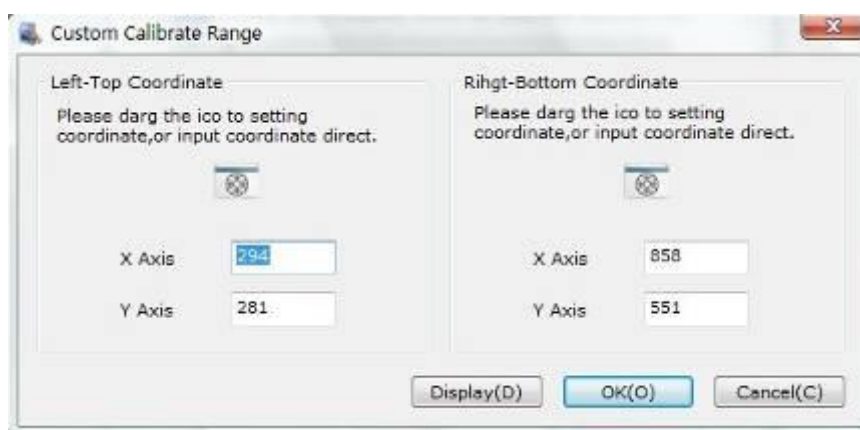 Custom Calibrate Range
Left-Top Coordinate
Please darg the ico to setting
coordinate,or input coordinate direct.
X Axis
294
Y Axis
281
Rihgt-Bottom Coordinate
Please darg the ico to setting
coordinate,or input coordinate direct.
X Axis
858
Y Axis
551
Display(D)
OK(O)
Cancel(C)